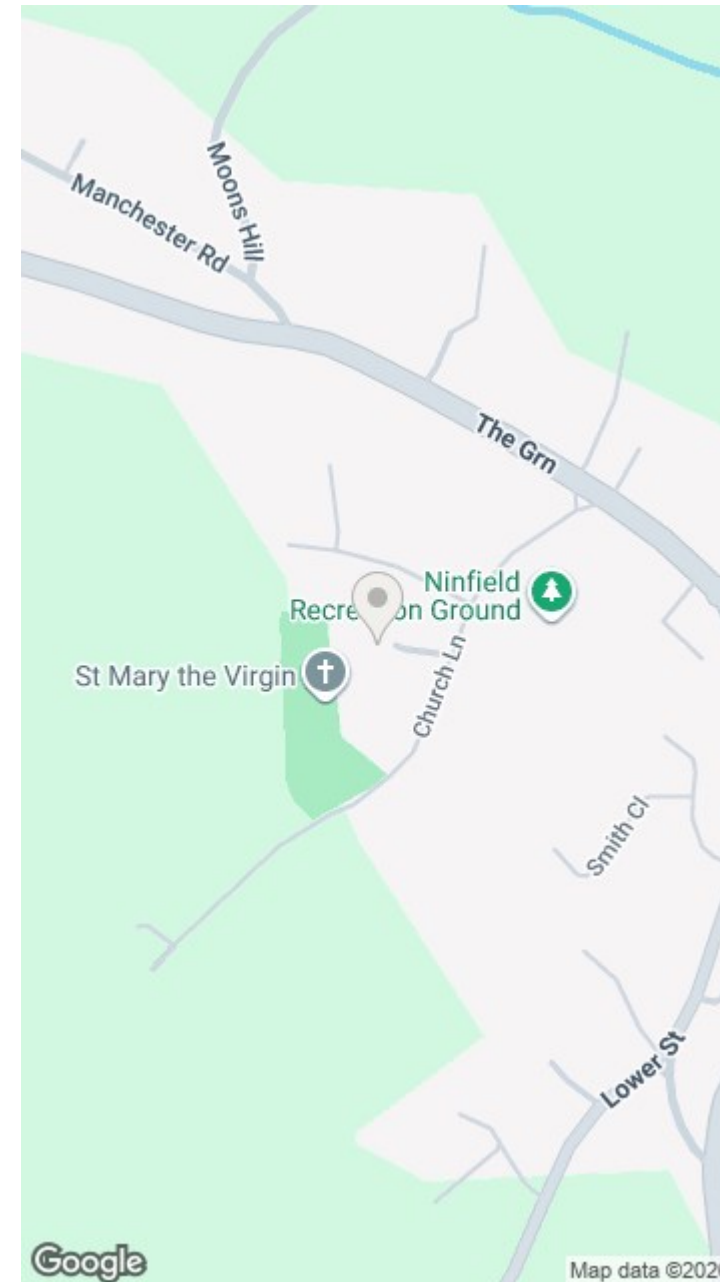 Moons Hill
Manchester Rd
The Grn
Ninfield
Recre on Ground
St Mary the Virgin
Church Ln
Smith Cl
Lower St
Google
Map data ©202